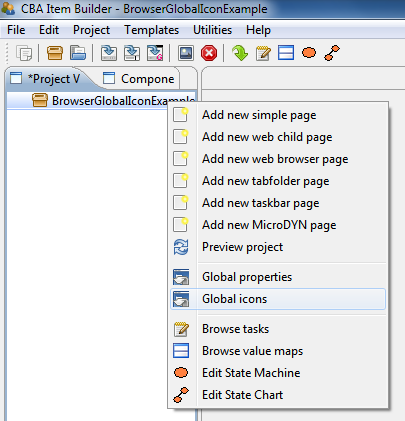 CBA Item Builder - BrowserGlobalIconExample
File Edit Project Templates Utilities Help
*Project V Compone
BrowserGlobalIconExample
Add new simple page
Add new web child page
Add new web browser page
Add new tabfolder page
Add new taskbar page
Add new MicroDYN page
Preview project
Global properties
Global icons
Browse tasks
Browse value maps
Edit State Machine
Edit State Chart